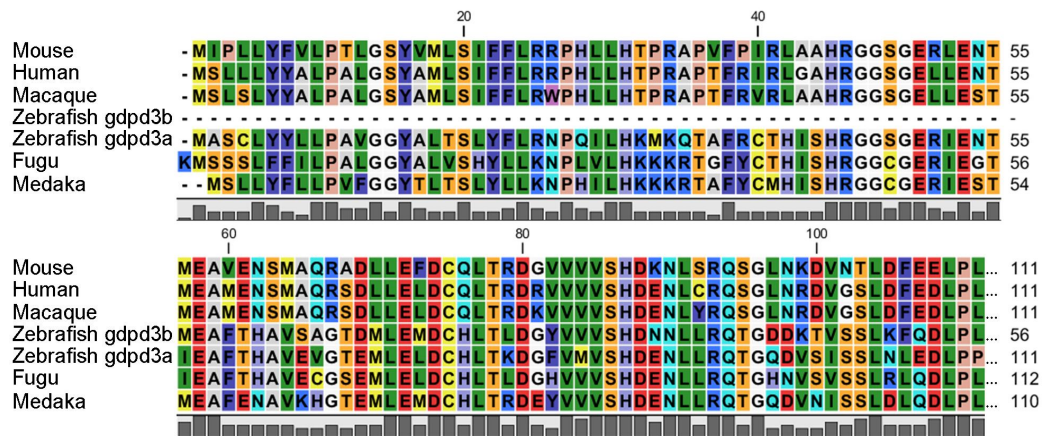 20 40
Mouse -MIPLLYFVLPTLGSYVMLSIFFLRRPHLLHTPRAPVFPIRLAAHRGGSGERLENT 55
Human -MSLLLYYALPALGSYAMLSIFFLRRPHLLHTPRAPTFRIRLGAHRGGSGELLENT 55
Macaque -MSLSLYYALPALGSYAMLSIFFLRWPHLLHTPRAPTFRVRLAAHRGGSGELLEST 55
Zebrafish gdpd3b -------------------------------------------------------- -
Zebrafish gdpd3a -MASCLYYLLPAVGGYALTSLYLLRNPQILHKMKQTAFRCTHISHRGGSGERIENT 55
Fugu KMSSSLFFILPALGGYALVSHYLLKNPLVLHKKKRTGFYCTHISHRGGCGERIEGT 56
Medaka --MSLLYFLLPVFGGYTLTSLYLLKNPHILHKKKRTAFYCMHISHRGGCGERIEST 54
60 80 100
Mouse MEAVENSMAQRADLLEFDCQLTRDGVVVVSHDKNLSRQSGLNKDVNTLDFEELPL... 111
Human MEAMENSMAQRSDLLELDCQLTRDRVVVVSHDENLCRQSGLNRDVGSLDFEDLPL... 111
Macaque MEAMENSMAQRSDLLELDCQLTRDRVVVVSHDENLYRQSGLNRDVGSLDFEDLPL... 111
Zebrafish gdpd3b MEAFTHAVSAGTDMLEMDCHLTLDGYVVVSHDNNLLRQTGDDKTVSSLKFQDLPL... 56
Zebrafish gdpd3a IEAFTHAVEVGTEMLELDCHLTKDGFVMVSHDENLLRQTGQDVSISSLNLEDLPP... 111
Fugu IEAFTHAVECGSEMLELDCHLTLDGHVVVSHDENLLRQTGHNVSVSSLRLQDLPL... 112
Medaka MEAFENAVKHGTEMLEMDCHLTRDEYVVVSHDENLLRQTGQDVNISSLDLQDLPL... 110